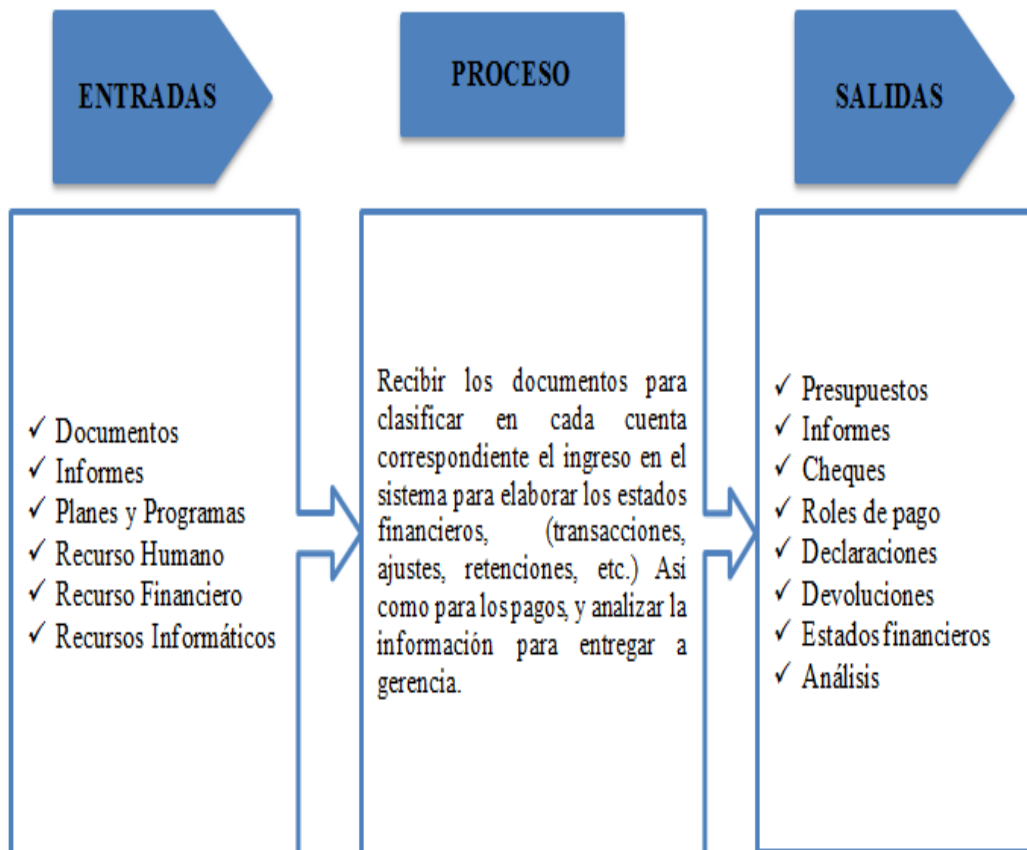 ENTRADAS
PROCESO
SALIDAS
✓ Documentos
✓ Informes
✓ Planes y Programas
✓ Recurso Humano
✓ Recurso Financiero
✓ Recursos Informáticos
Recibir los documentos para
clasificar en cada cuenta
correspondiente el ingreso en el
sistema para elaborar los estados
financieros, (transacciones,
ajustes, retenciones, etc.) Así
como para los pagos, y analizar la
información para entregar a
gerencia.
✓ Presupuestos
✓ Informes
✓ Cheques
✓ Roles de pago
✓ Declaraciones
✓ Devoluciones
✓ Estados financieros
✓ Análisis